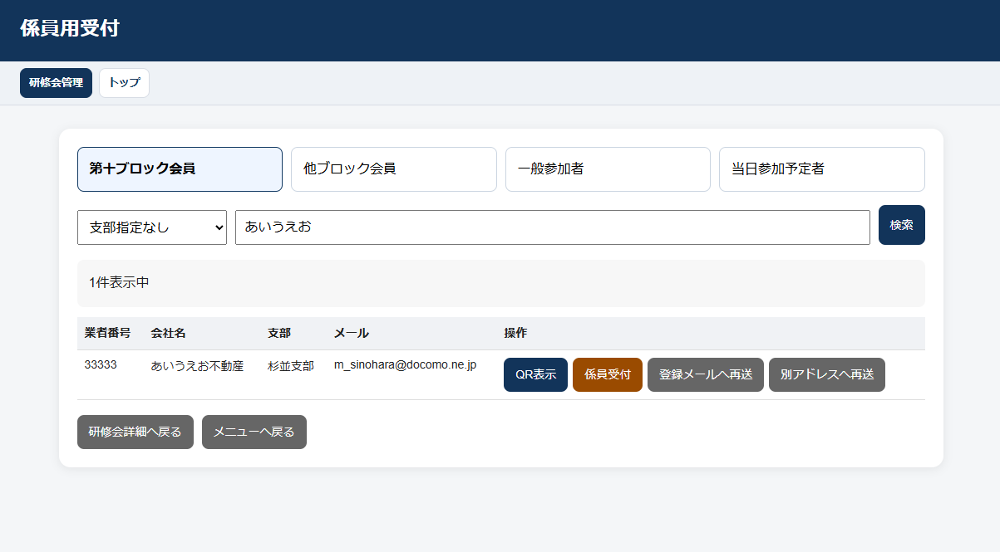 係員用受付
研修会管理 トップ
第十ブロック会員 他ブロック会員 一般参加者 当日参加予定者
支部指定なし あいうえお 検索
1件表示中
業者番号 会社名 支部 メール 操作
33333 あいうえお不動産 杉並支部 m_sinohara@docomo.ne.jp QR表示 係員受付 登録メールへ再送 別アドレスへ再送
研修会詳細へ戻る メニューへ戻る